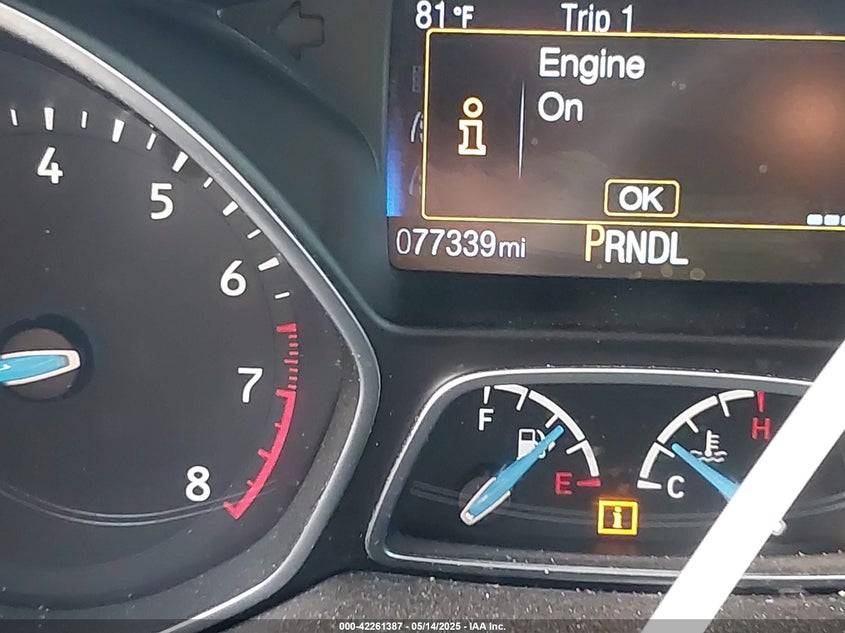 81°F Trip 1
Engine
On
i
OK
077339mi PRNDL
4
5
6
7
8
F
E
H
C
i
000-42261387 - 05/14/2025 - IAA Inc.